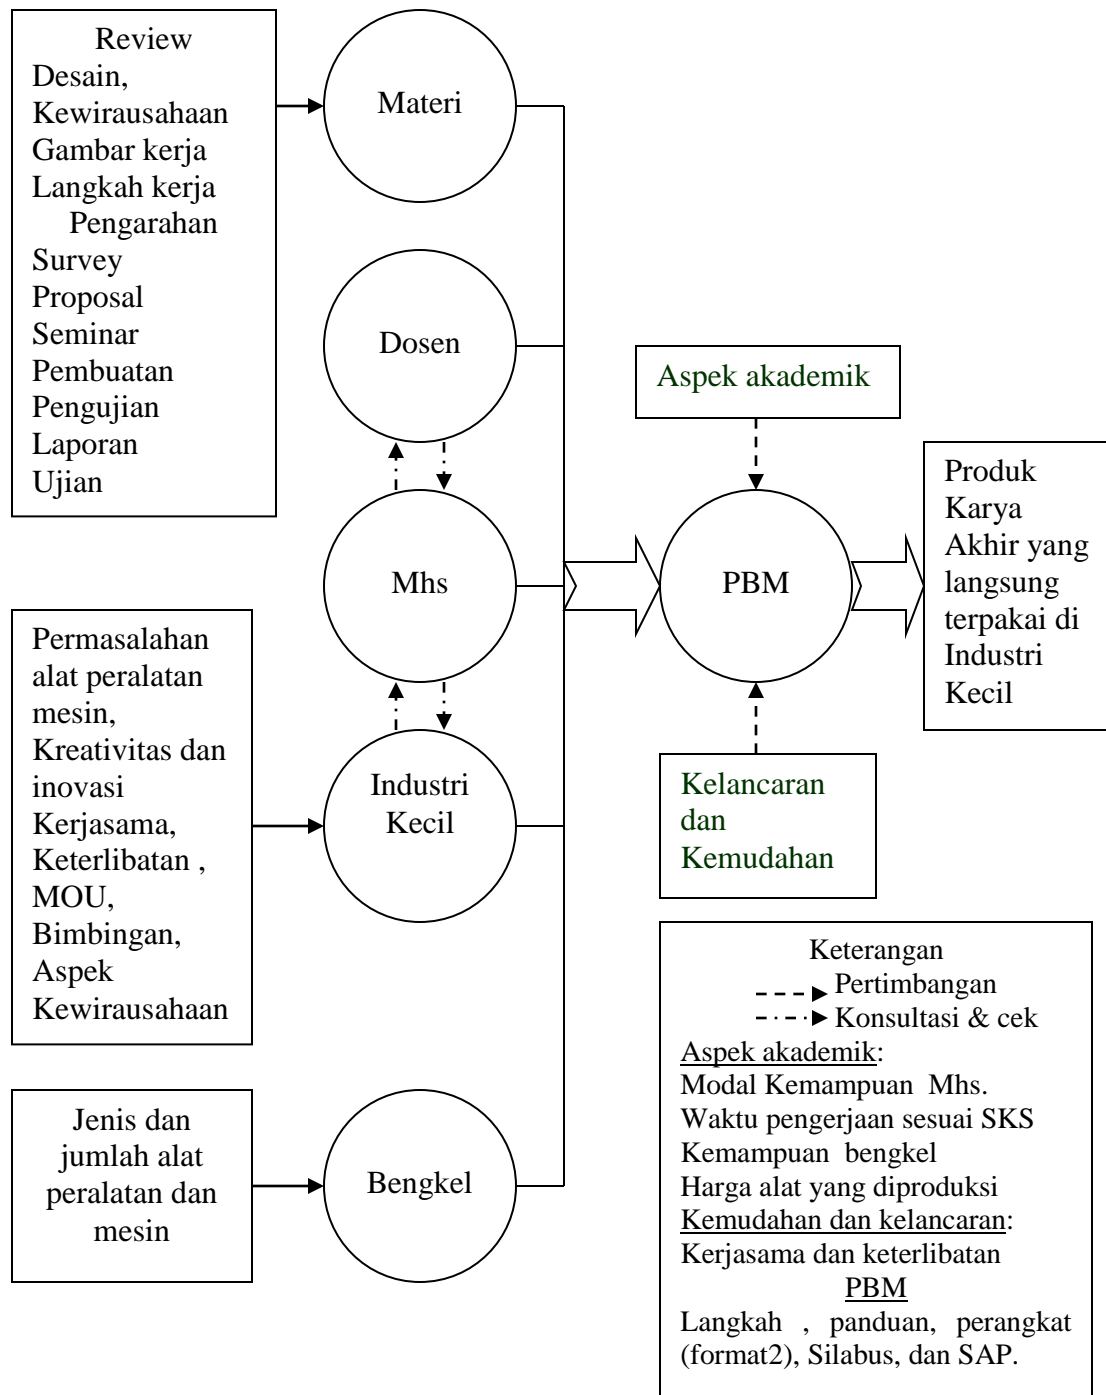 Review
Desain,
Kewirausahaan
Gambar kerja
Langkah kerja
Pengarahan
Survey
Proposal
Seminar
Pembuatan
Pengujian
Laporan
Ujian
Materi
Dosen
Mhs
Permasalahan
alat peralatan
mesin,
Kreativitas dan
inovasi
Kerjasama,
Keterlibatan ,
MOU,
Bimbingan,
Aspek
Kewirausahaan
Industri
Kecil
Jenis dan
jumlah alat
peralatan dan
mesin
Bengkel
Aspek akademik
PBM
Kelancaran
dan
Kemudahan
Produk
Karya
Akhir yang
langsung
terpakai di
Industri
Kecil
Keterangan
Pertimbangan
Konsultasi & cek
Aspek akademik:
Modal Kemampuan Mhs.
Waktu pengerjaan sesuai SKS
Kemampuan bengkel
Harga alat yang diproduksi
Kemudahan dan kelancaran:
Kerjasama dan keterlibatan
PBM
Langkah , panduan, perangkat
(format2), Silabus, dan SAP.